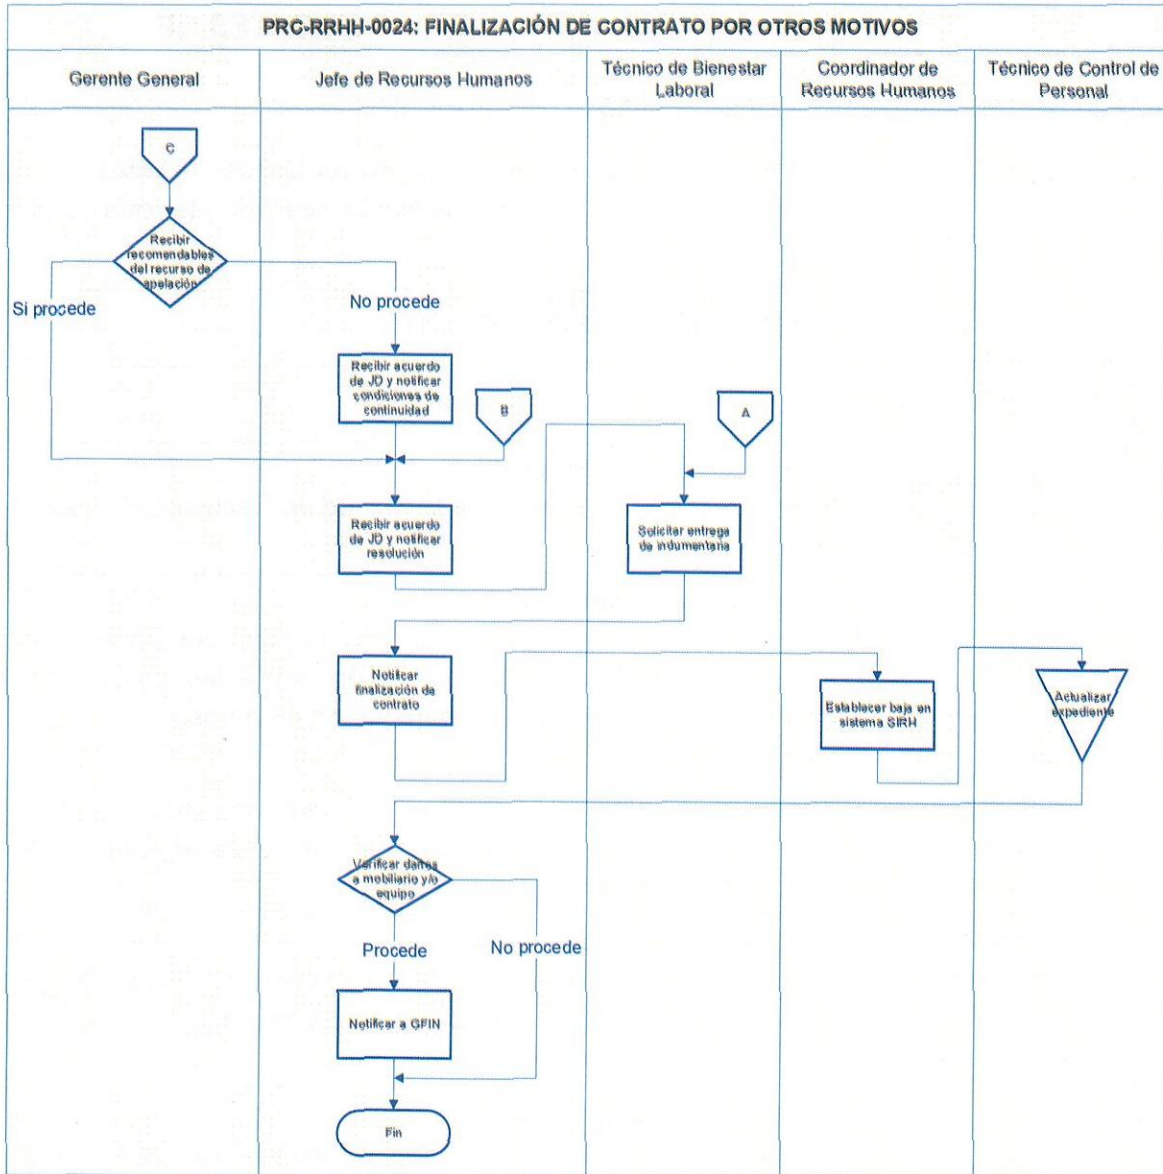 PRC-RRHH-0024: FINALIZACIÓN DE CONTRATO POR OTROS MOTIVOS
Gerente General
Jefe de Recursos Humanos
Técnico de Bienestar
Laboral
Coordinador de
Recursos Humanos
Técnico de Control de
Personal
C
Recibir
recomendables
del recurso de
apelación
Si procede
No procede
Recibir acuerdo
de JD y notificar
condiciones de
continuidad
B
A
Recibir acuerdo
de JD y notificar
resolución
Solicitar entrega
de indumentaria
Notificar
finalización de
contrato
Establecer baja en
sistema SIRH
Actualizar
expediente
Verificar daños
a mobiliario y/o
equipo
Procede
No procede
Notificar a GFIN
Fin